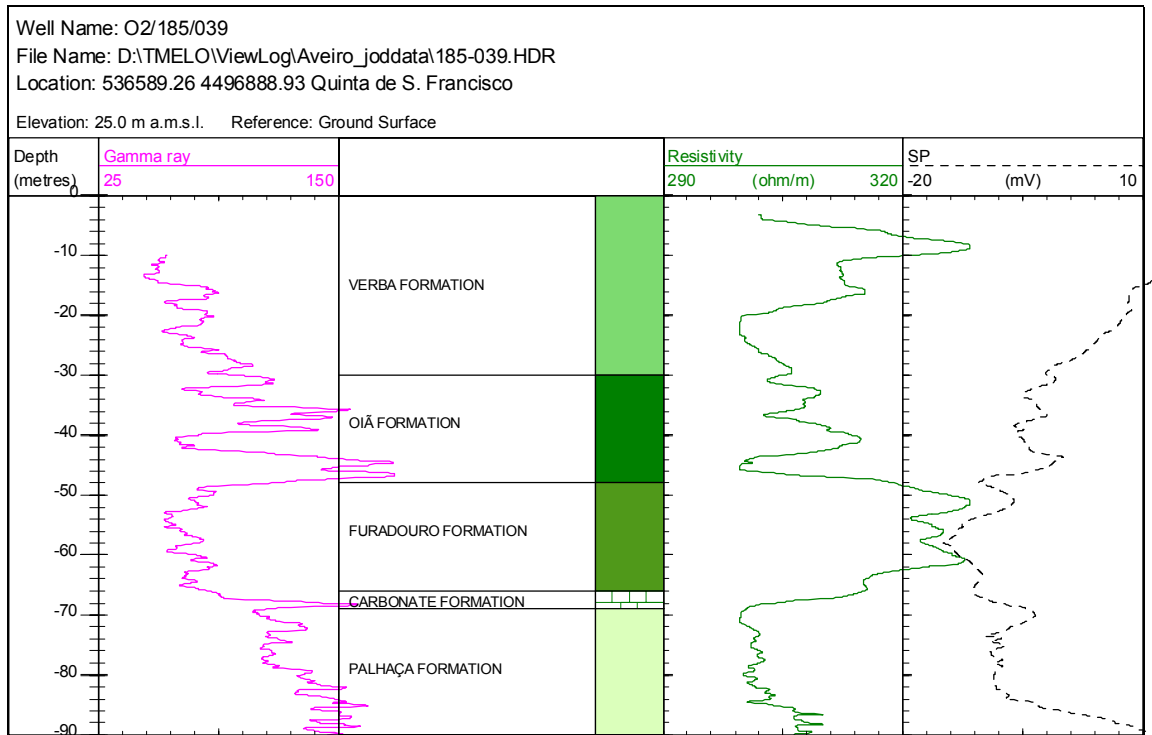 Well Name: O2/185/039
File Name: D:\TMELO\ViewLog\Aveiro_joddata\185-039.HDR
Location: 536589.26 4496888.93 Quinta de S. Francisco
Elevation: 25.0 m a.m.s.l. Reference: Ground Surface
Depth Gamma ray Resistivity SP
(metres) 25 150 290 (ohm/m) 320 -20 (mV) 10
0
-10
VERBA FORMATION
-20
-30
OIÃ FORMATION
-40
-50
FURADOURO FORMATION
-60
CARBONATE FORMATION
-70
PALHAÇA FORMATION
-80
-90